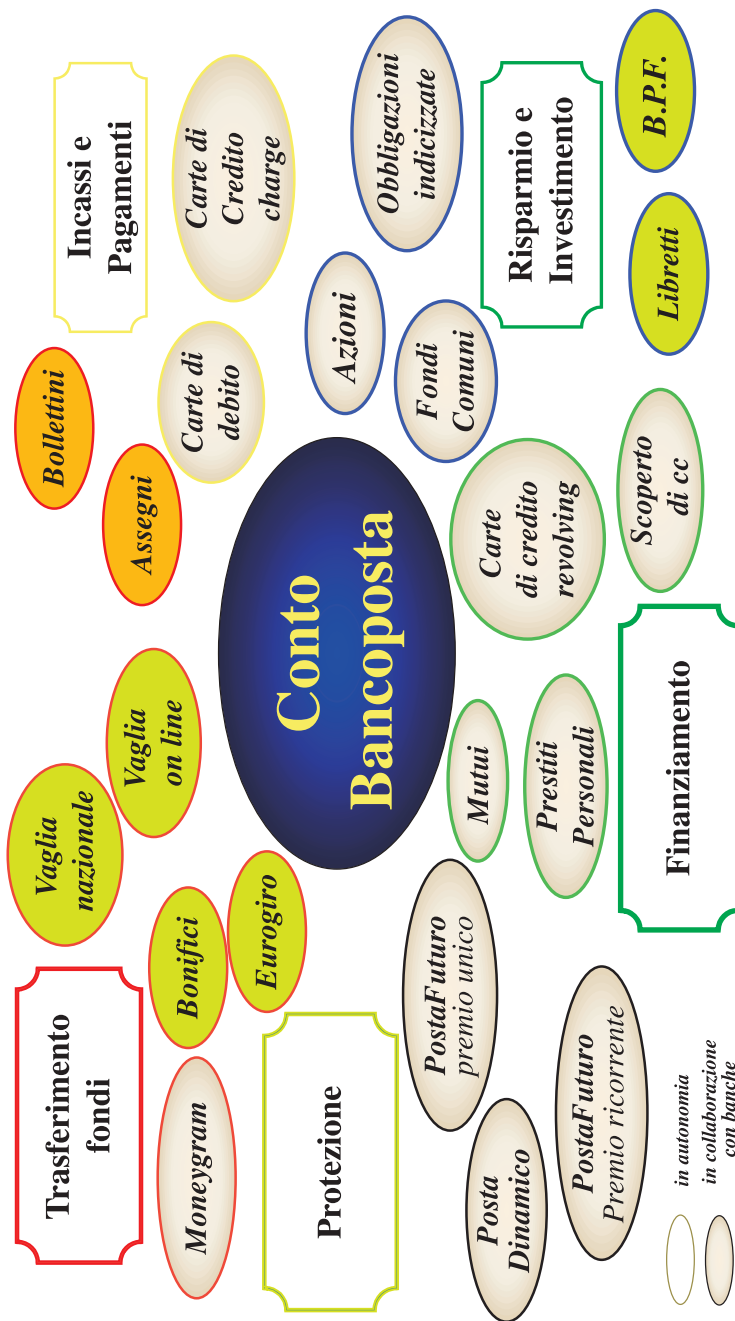 Trasferimento
fondi
Vaglia
nazionale
Vaglia
on line
Bonifici
Eurogiro
Moneygram
Bollettini
Assegni
Incassi e
Pagamenti
Carte di
Credito
charge
Carte di
debito
Conto
Bancoposta
Protezione
PostaFuturo
premio unico
Posta
Dinamico
PostaFuturo
Premio ricorrente
Mutui
Prestiti
Personali
Carte
di credito
revolving
Scoperto
di cc
Finanziamento
Azioni
Fondi
Comuni
Obbligazioni
indicizzate
Risparmio e
Investimento
Libretti
B.P.F.
in autonomia
in collaborazione
con banche